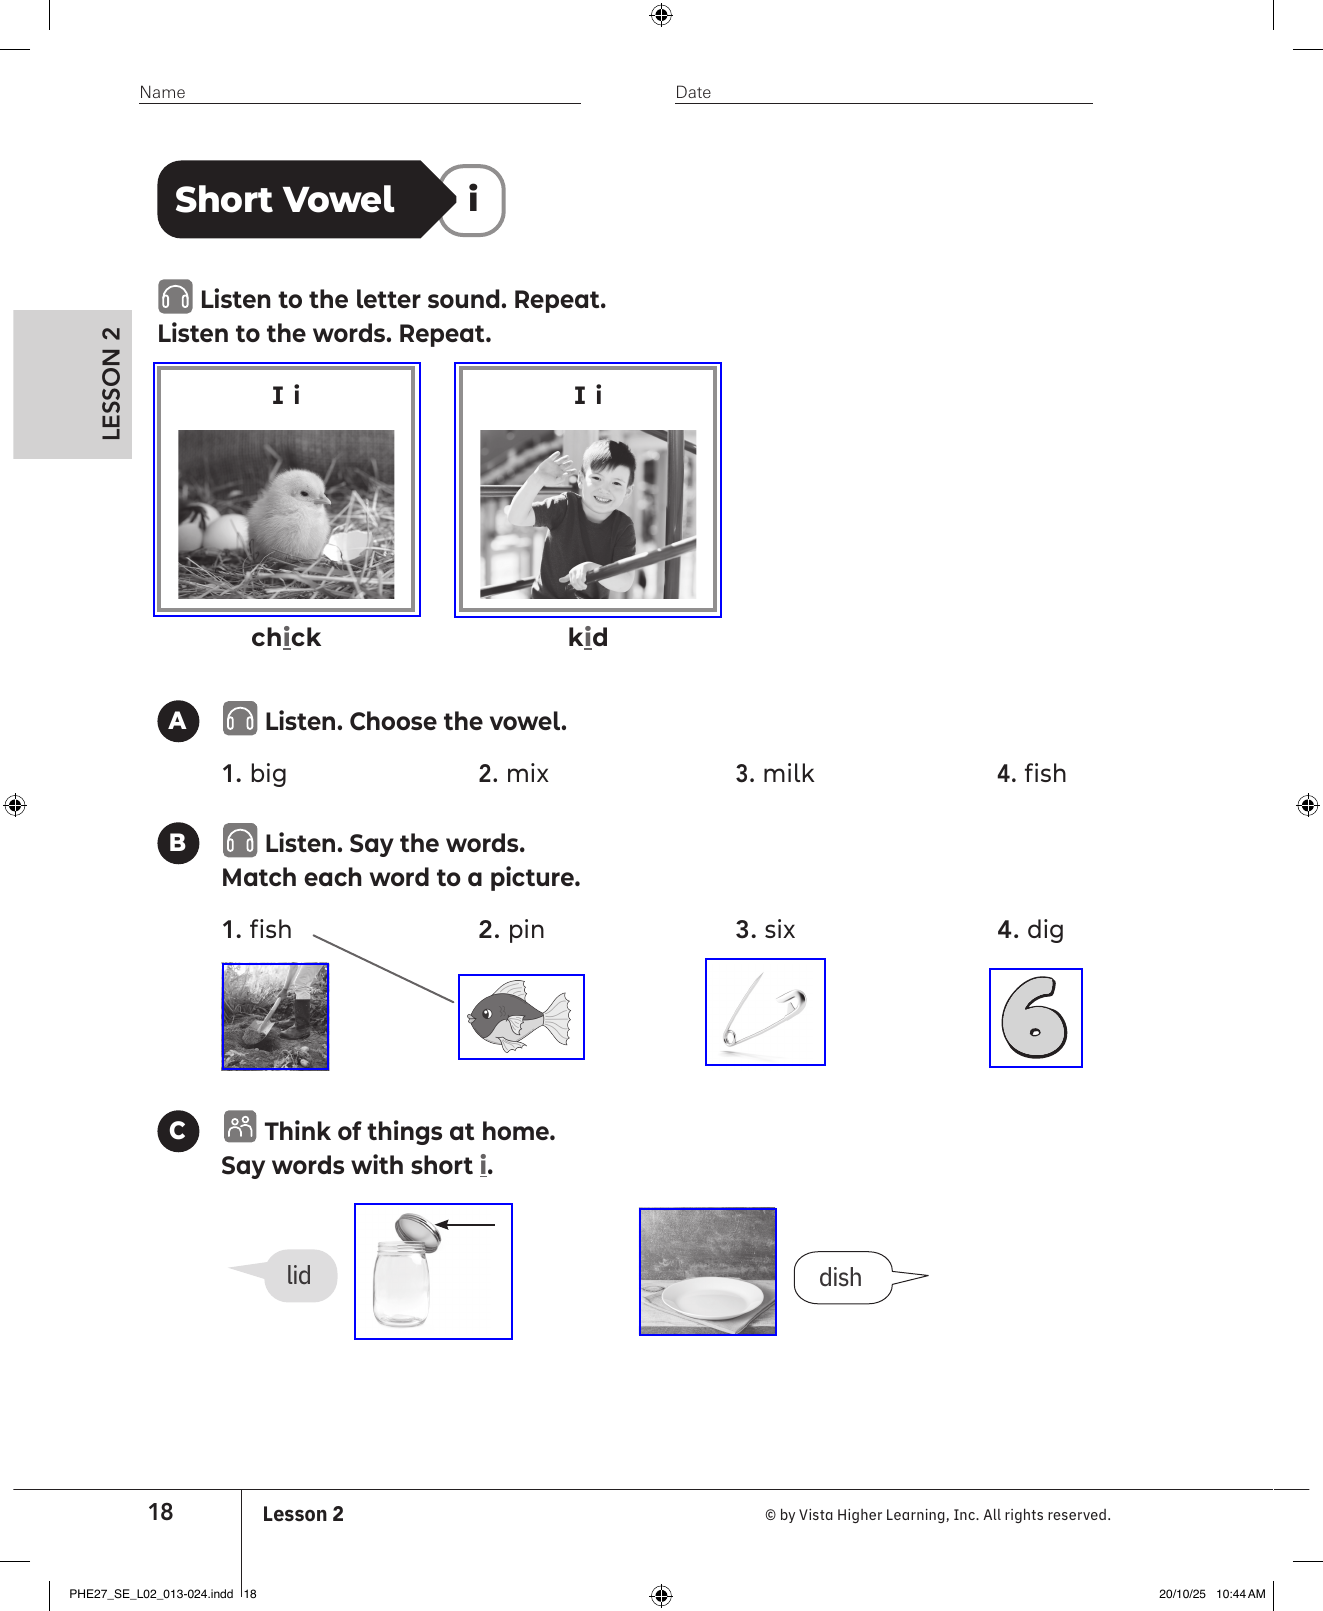 Name
Date
Short Vowel i
LESSON 2
Listen to the letter sound. Repeat.
Listen to the words. Repeat.
I i
I i
chick
kid
A
Listen. Choose the vowel.
1. big
2. mix
3. milk
4. fish
B
Listen. Say the words.
Match each word to a picture.
1. fish
2. pin
3. six
4. dig
6
C
Think of things at home.
Say words with short i.
lid
dish
18
Lesson 2
© by Vista Higher Learning, Inc. All rights reserved.
PHE27_SE_L02_013-024.indd 18
20/10/25 10:44 AM